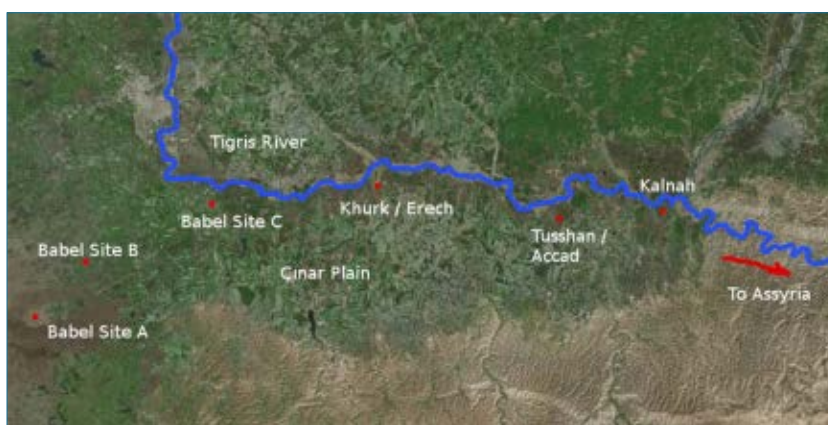 Tigris River
Kalnah
Khurk / Erech
Babel Site C
Tusshan /
Accad
Babel Site B
Çınar Plain
To Assyria
Babel Site A